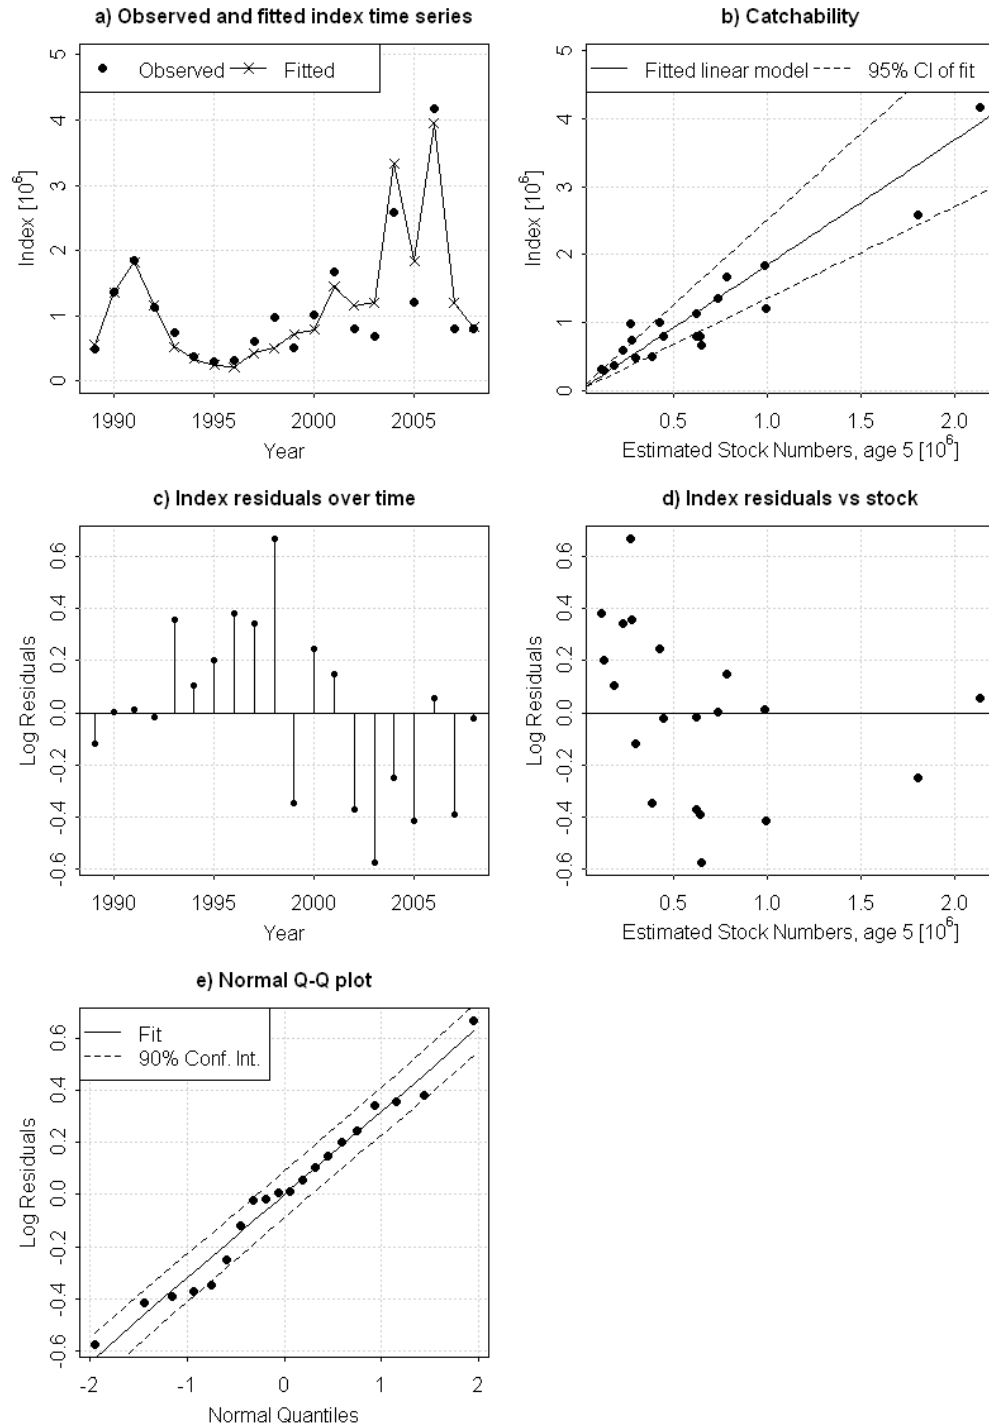 a) Observed and fitted index time series
Observed Fitted
5
4
3
2
1
0
Index [10^6]
1990 1995 2000 2005
Year
b) Catchability
Fitted linear model 95% CI of fit
5
4
3
2
1
0
Index [10^6]
0.5 1.0 1.5 2.0
Estimated Stock Numbers, age 5 [10^6]
c) Index residuals over time
0.6
0.4
0.2
0.0
-0.2
-0.4
-0.6
Log Residuals
1990 1995 2000 2005
Year
d) Index residuals vs stock
0.6
0.4
0.2
0.0
-0.2
-0.4
-0.6
Log Residuals
0.5 1.0 1.5 2.0
Estimated Stock Numbers, age 5 [10^6]
e) Normal Q-Q plot
Fit
90% Conf. Int.
0.6
0.4
0.2
0.0
-0.2
-0.4
-0.6
Log Residuals
-2 -1 0 1 2
Normal Quantiles